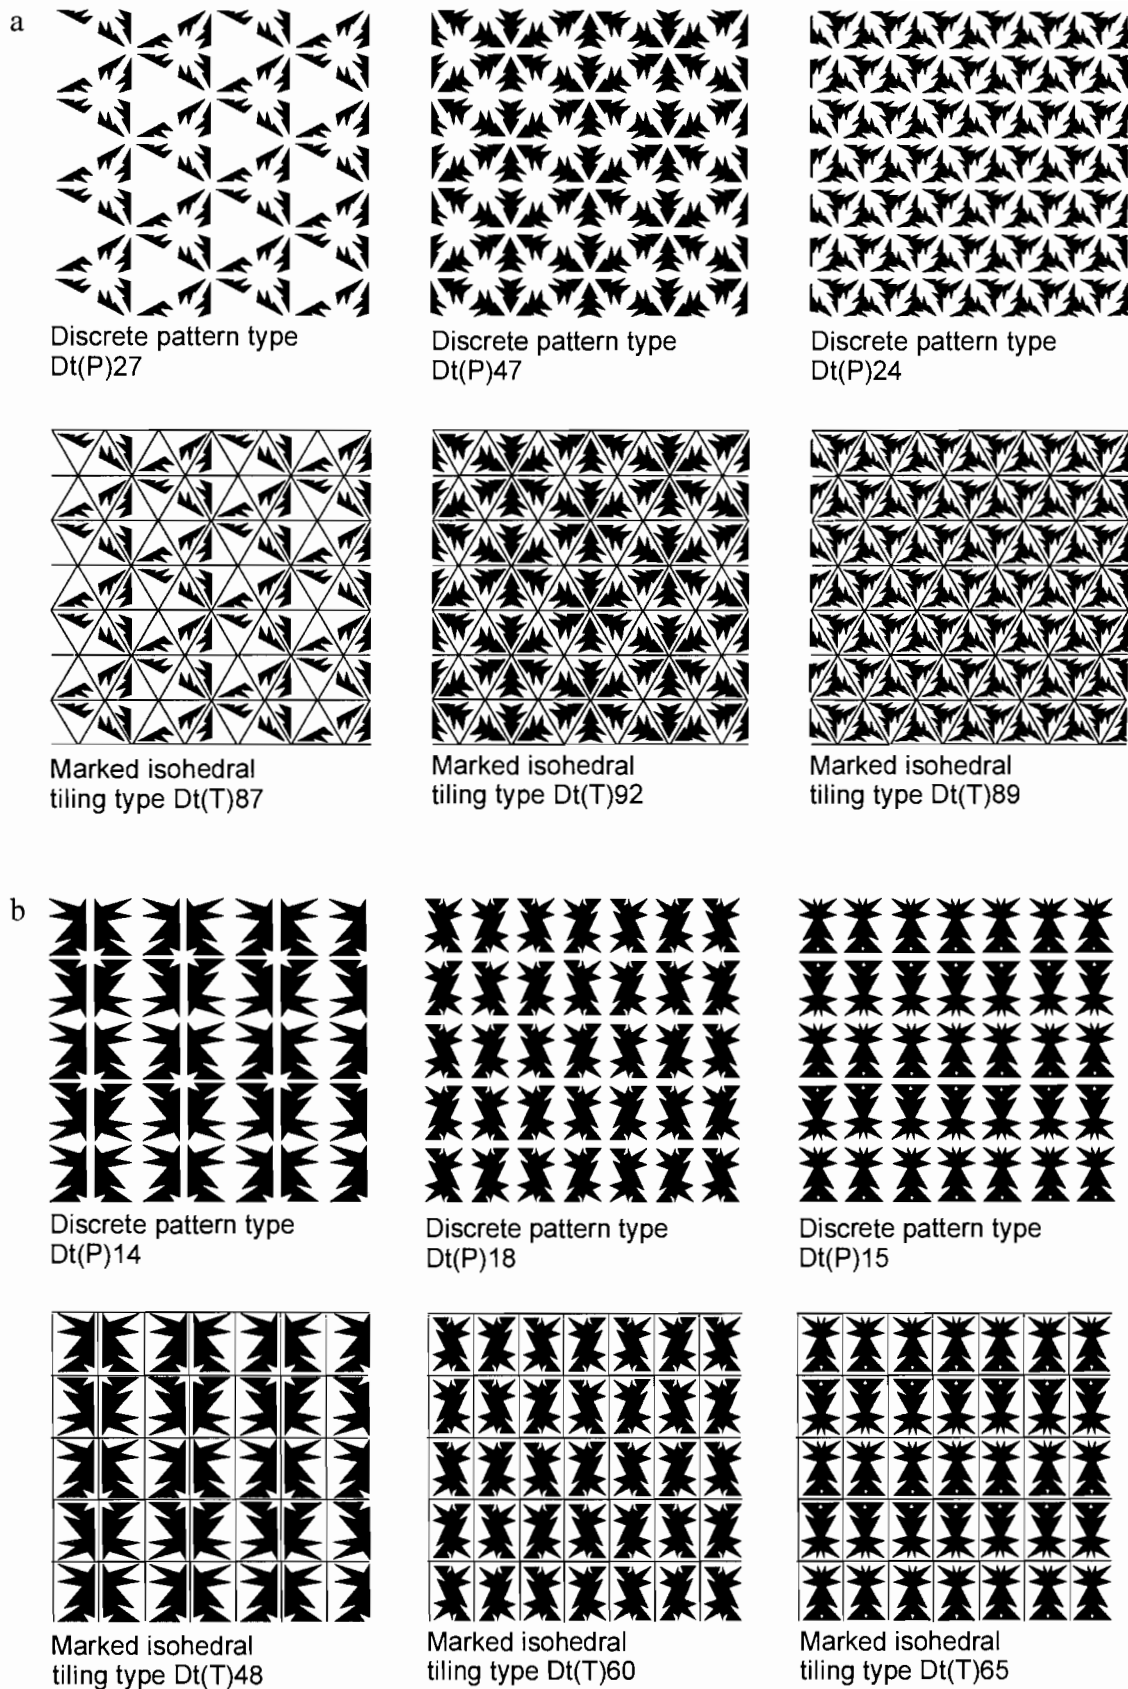 a
Discrete pattern type
Dt(P)27
Discrete pattern type
Dt(P)47
Discrete pattern type
Dt(P)24
Marked isohedral
tiling type Dt(T)87
Marked isohedral
tiling type Dt(T)92
Marked isohedral
tiling type Dt(T)89
b
Discrete pattern type
Dt(P)14
Discrete pattern type
Dt(P)18
Discrete pattern type
Dt(P)15
Marked isohedral
tiling type Dt(T)48
Marked isohedral
tiling type Dt(T)60
Marked isohedral
tiling type Dt(T)65